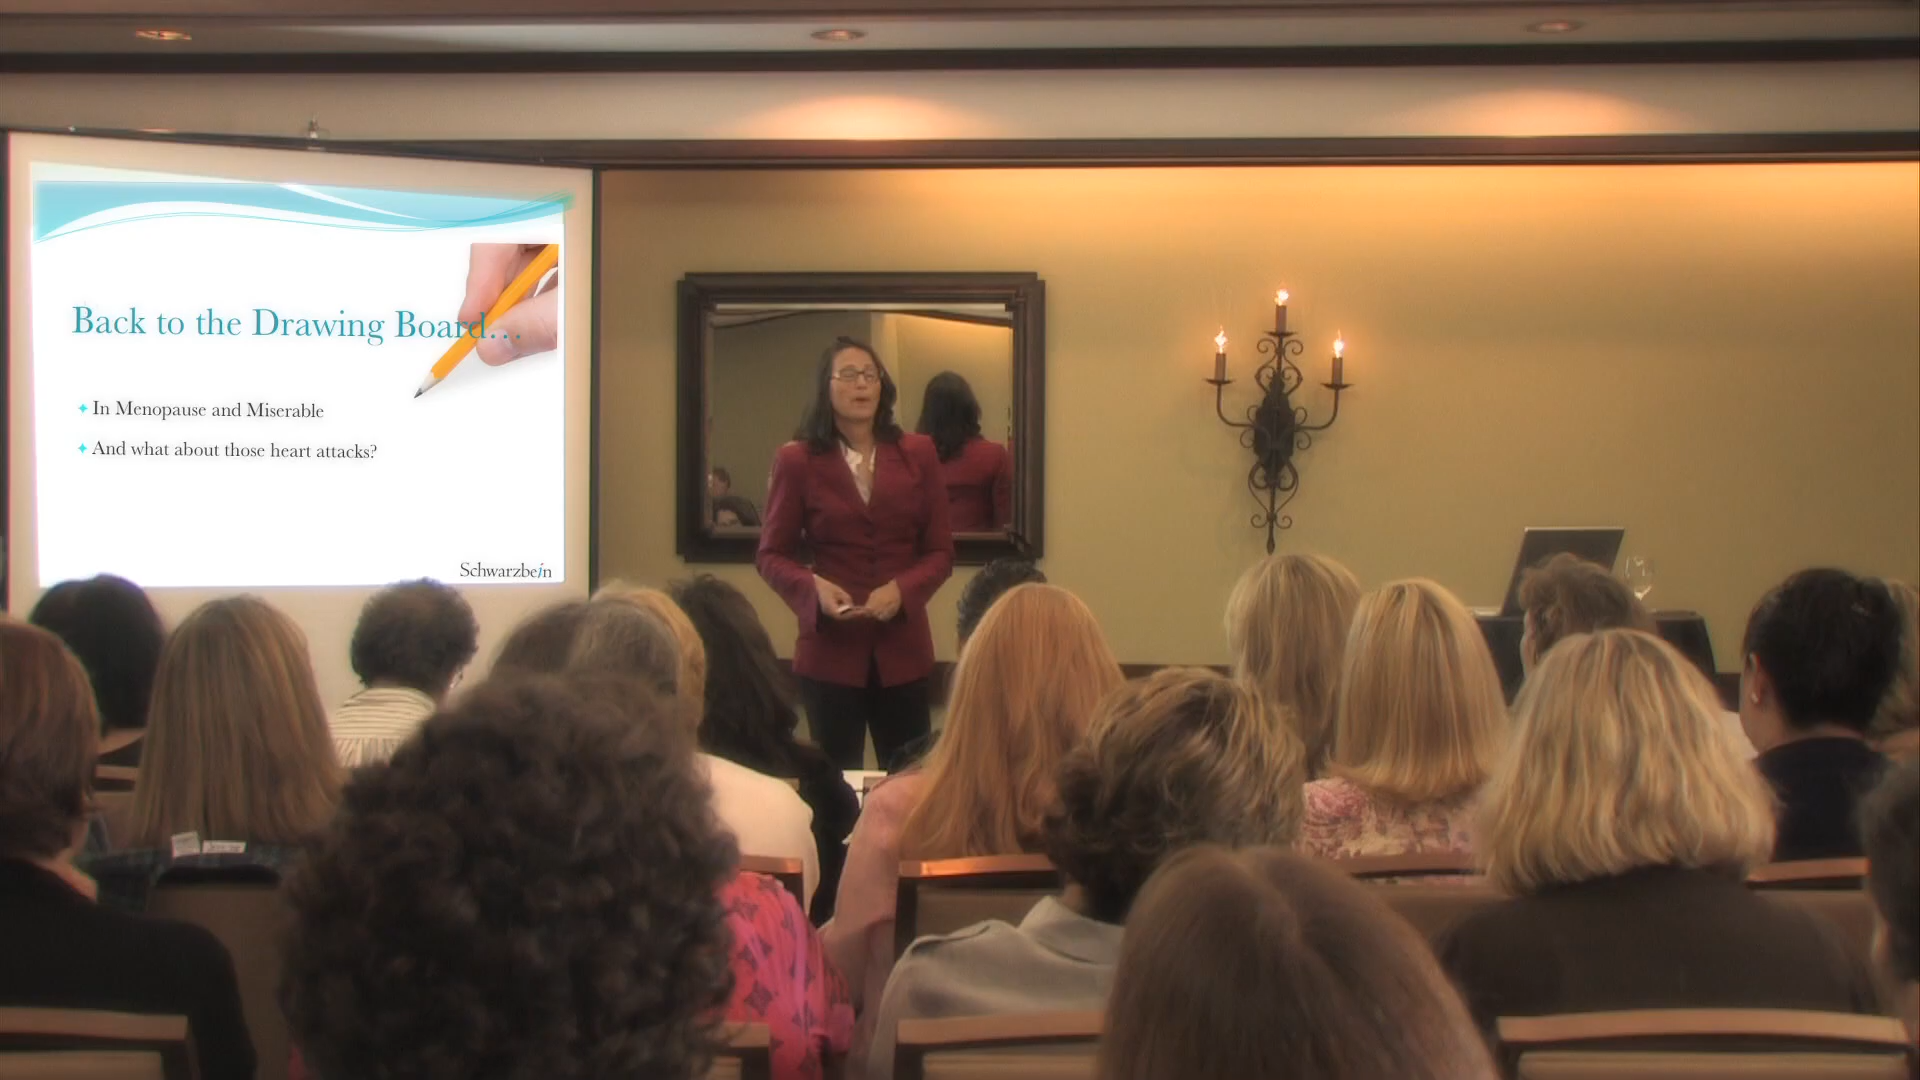 Back to the Drawing Board...
✦ In Menopause and Miserable
✦ And what about those heart attacks?
Schwarzbein